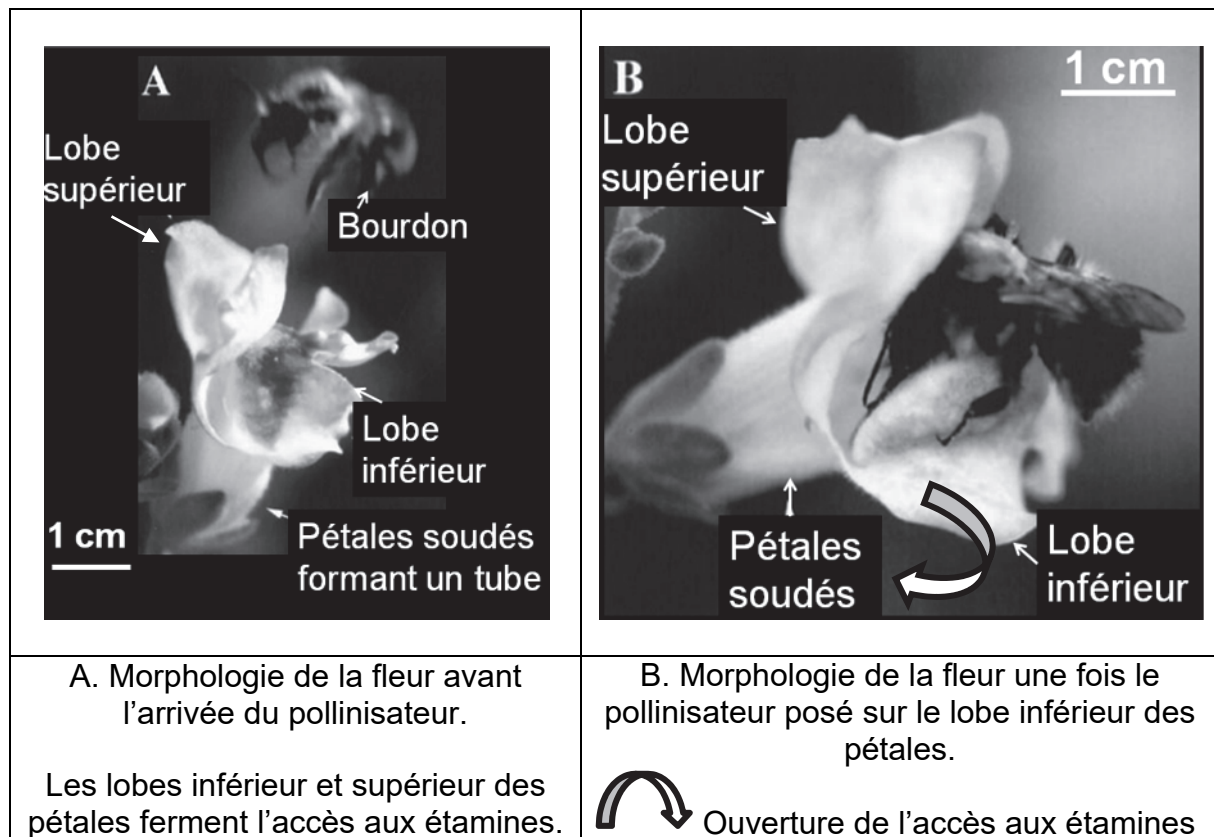 A
Lobe
supérieur
Bourdon
Lobe
inférieur
1 cm
Pétales soudés
formant un tube
B
1 cm
Lobe
supérieur
Pétales
soudés
Lobe
inférieur
A. Morphologie de la fleur avant
l’arrivée du pollinisateur.
Les lobes inférieur et supérieur des
pétales ferment l’accès aux étamines.
B. Morphologie de la fleur une fois le
pollinisateur posé sur le lobe inférieur des
pétales.
Ouverture de l’accès aux étamines